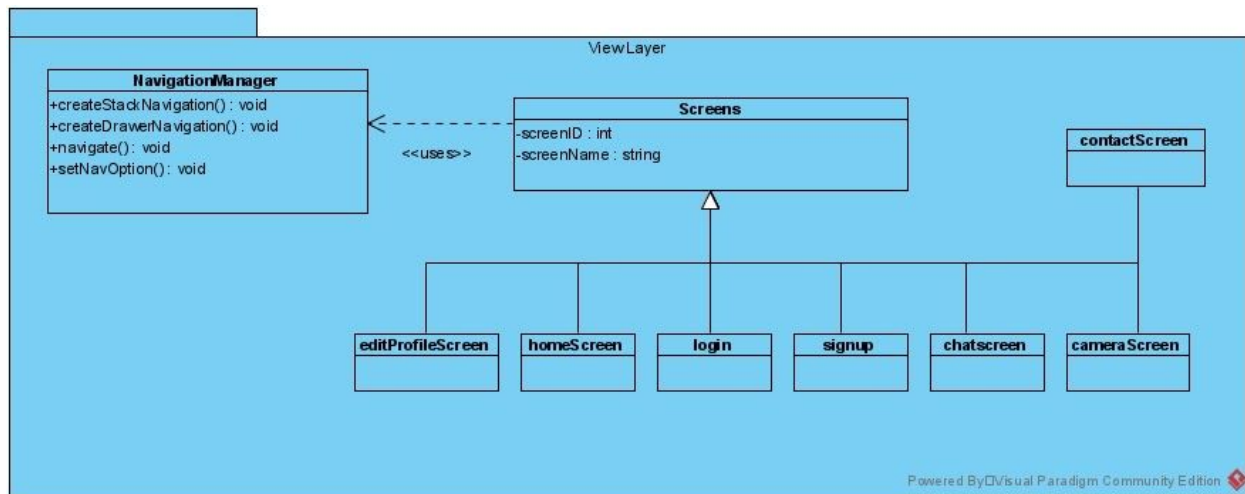 ViewLayer
NavigationManager
+createStackNavigation() : void
+createDrawerNavigation() : void
+navigate() : void
+setNavOption() : void
<<uses>>
Screens
-screenID : int
-screenName : string
contactScreen
editProfileScreen
homeScreen
login
signup
chatscreen
cameraScreen
Powered By□Visual Paradigm Community Edition